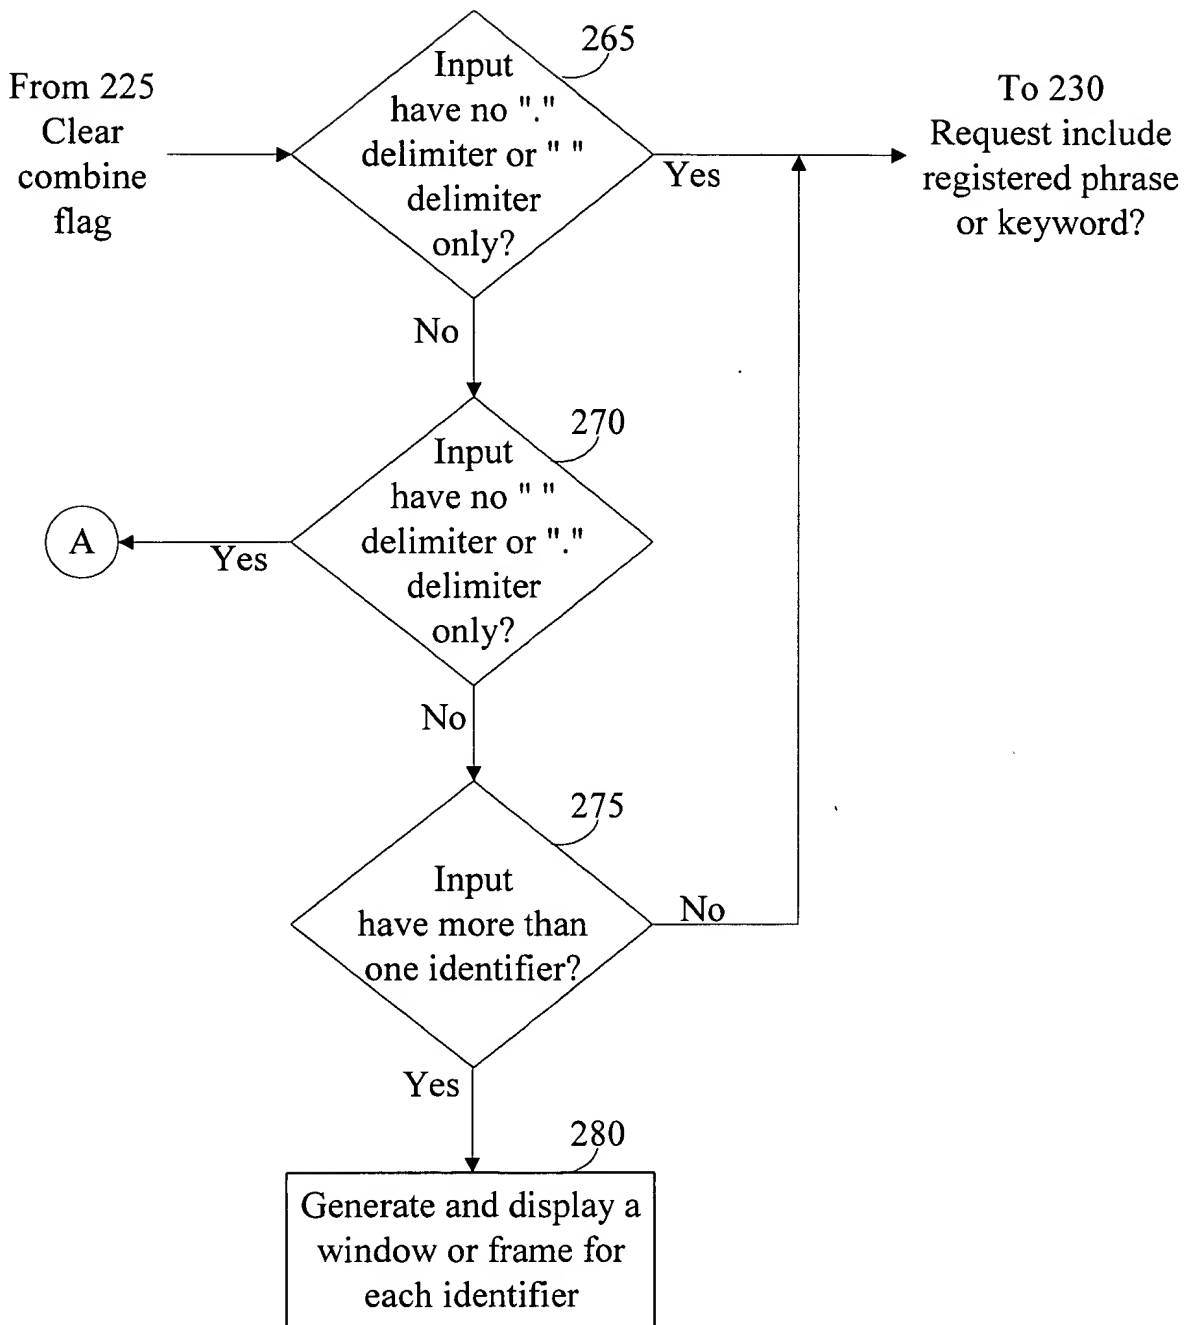 265
From 225
Clear
combine
flag
Input
have no "."
delimiter or " "
delimiter
only?
Yes
To 230
Request include
registered phrase
or keyword?
No
270
Input
have no " "
delimiter or "."
delimiter
only?
A
Yes
No
275
Input
have more than
one identifier?
No
Yes
280
Generate and display a
window or frame for
each identifier